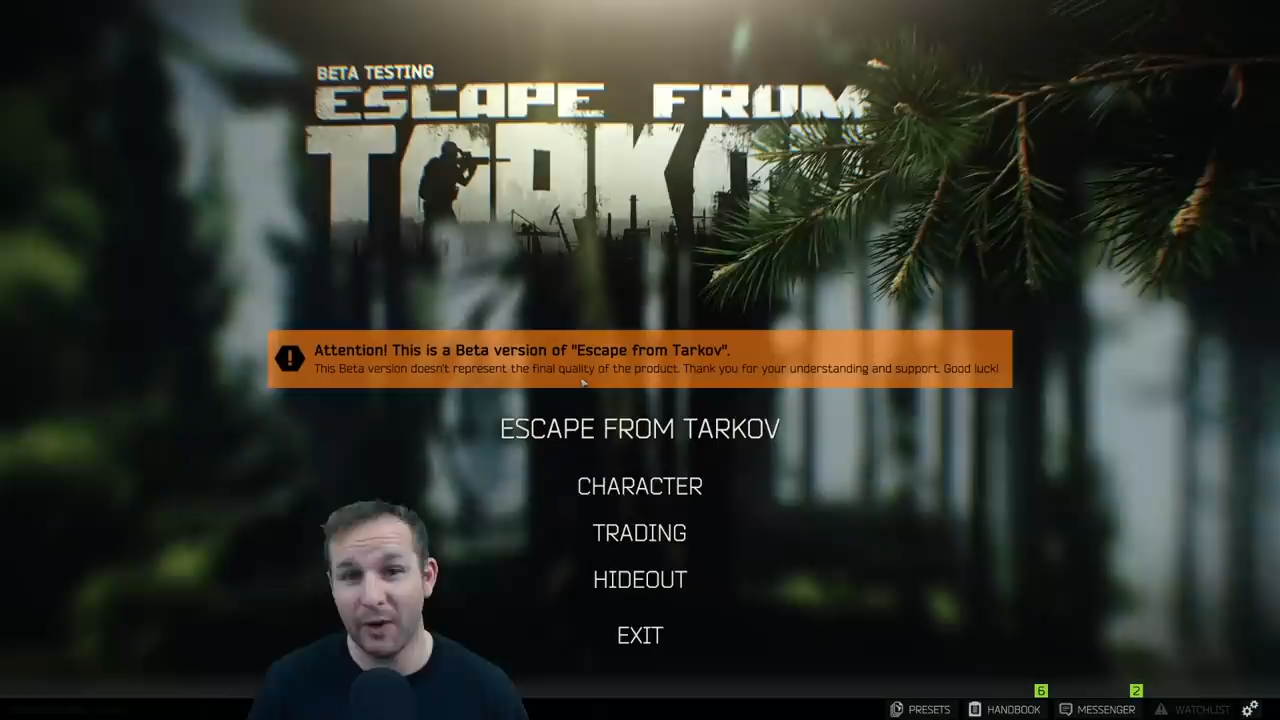 BETA TESTING
ESCAPE FROM
TARKO
Attention! This is a Beta version of "Escape from Tarkov".
This Beta version doesn't represent the final quality of the product. Thank you for your understanding and support. Good luck!
ESCAPE FROM TARKOV
CHARACTER
TRADING
HIDEOUT
EXIT
6
2
PRESETS
HANDBOOK
MESSENGER
WATCHLIST